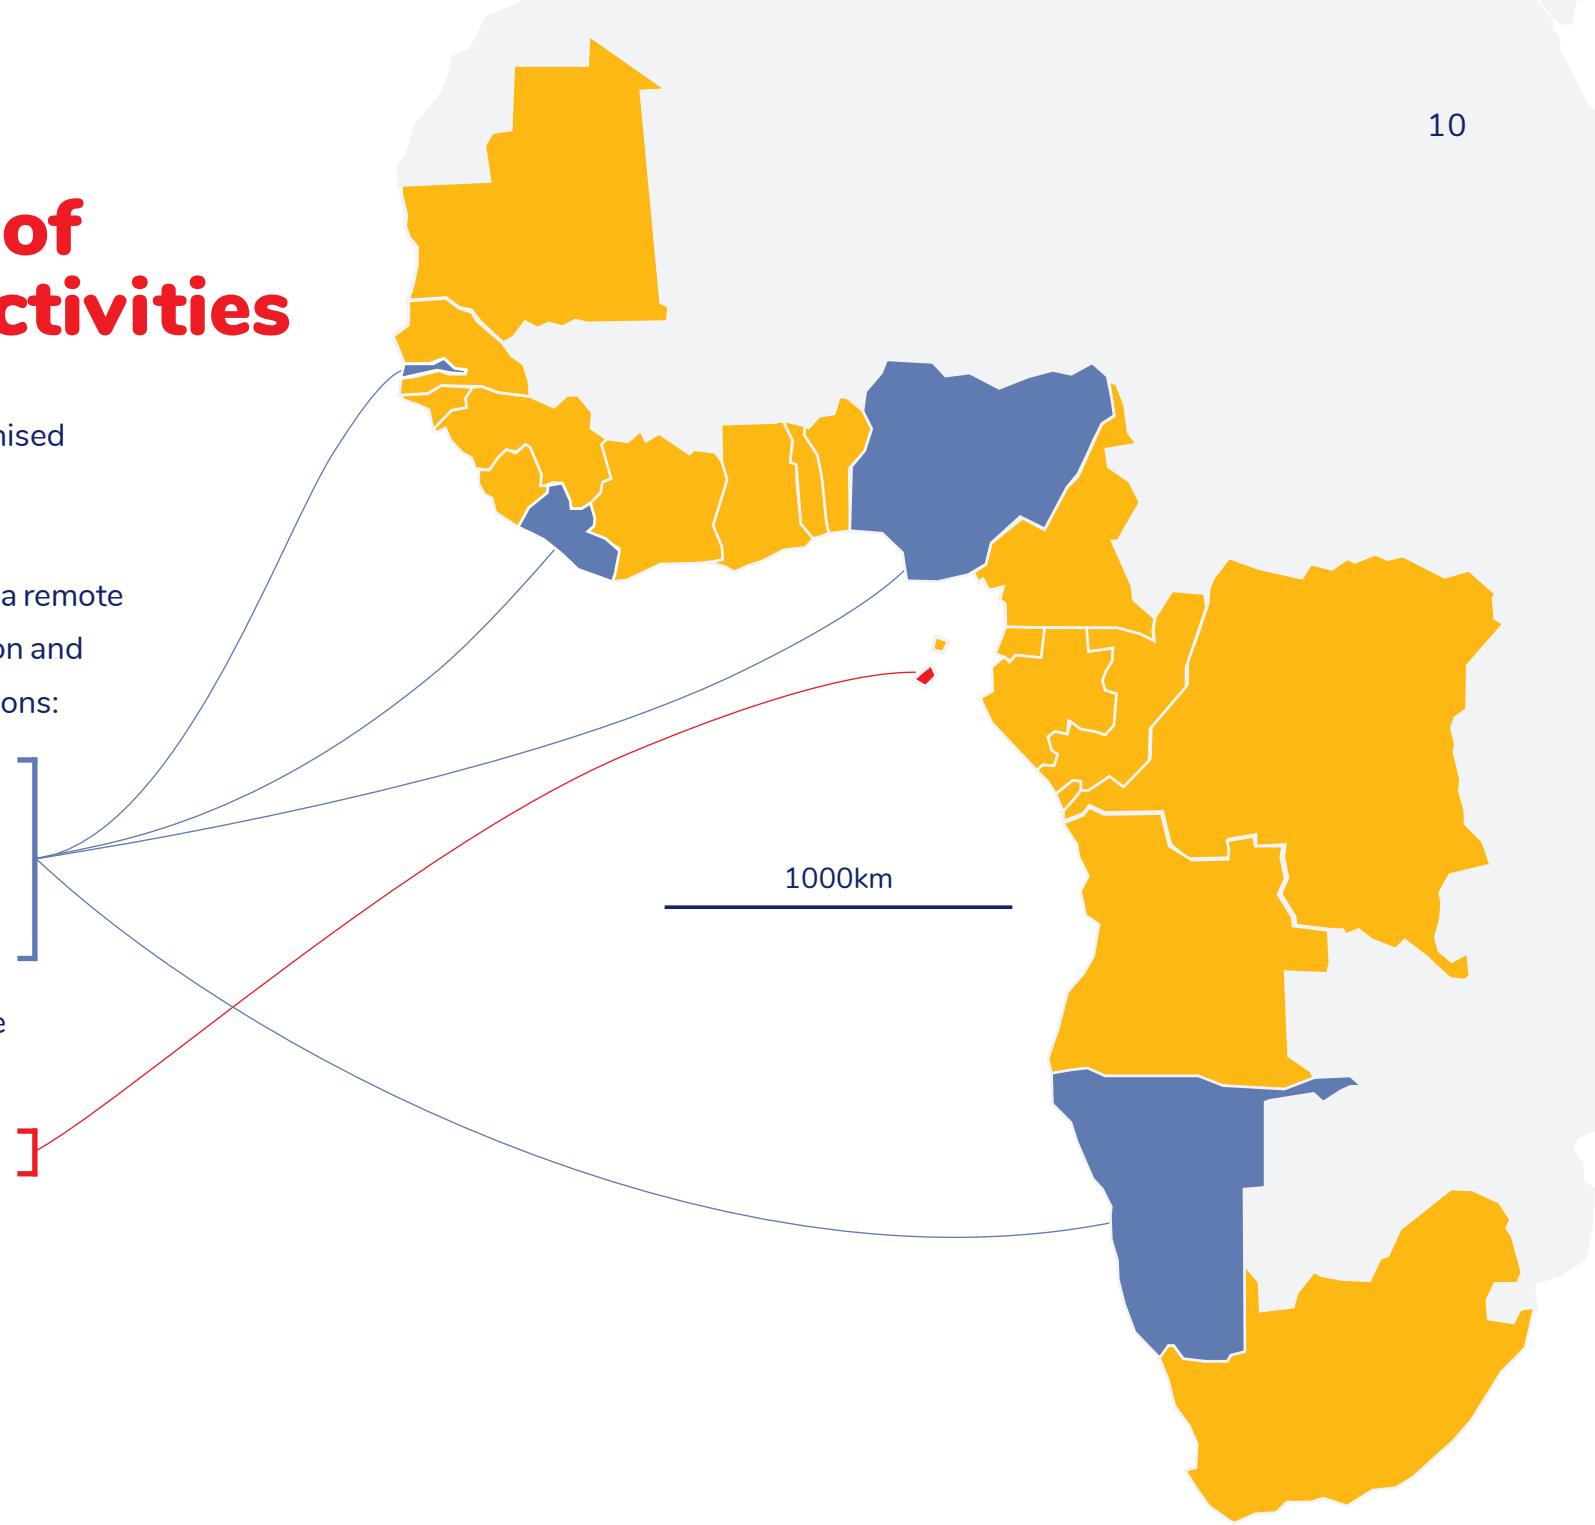 10
of
ctivities
nised
a remote
on and
ons:
1000km
e